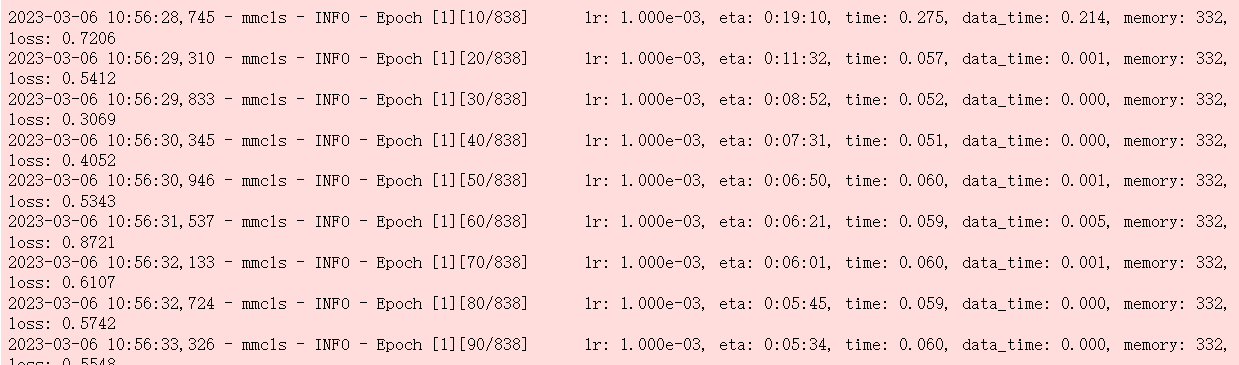 2023-03-06 10:56:28,745 - mmcls - INFO - Epoch [1][10/838] lr: 1.000e-03, eta: 0:19:10, time: 0.275, data_time: 0.214, memory: 332,
loss: 0.7206
2023-03-06 10:56:29,310 - mmcls - INFO - Epoch [1][20/838] lr: 1.000e-03, eta: 0:11:32, time: 0.057, data_time: 0.001, memory: 332,
loss: 0.5412
2023-03-06 10:56:29,833 - mmcls - INFO - Epoch [1][30/838] lr: 1.000e-03, eta: 0:08:52, time: 0.052, data_time: 0.000, memory: 332,
loss: 0.3069
2023-03-06 10:56:30,345 - mmcls - INFO - Epoch [1][40/838] lr: 1.000e-03, eta: 0:07:31, time: 0.051, data_time: 0.000, memory: 332,
loss: 0.4052
2023-03-06 10:56:30,946 - mmcls - INFO - Epoch [1][50/838] lr: 1.000e-03, eta: 0:06:50, time: 0.060, data_time: 0.001, memory: 332,
loss: 0.5343
2023-03-06 10:56:31,537 - mmcls - INFO - Epoch [1][60/838] lr: 1.000e-03, eta: 0:06:21, time: 0.059, data_time: 0.005, memory: 332,
loss: 0.8721
2023-03-06 10:56:32,133 - mmcls - INFO - Epoch [1][70/838] lr: 1.000e-03, eta: 0:06:01, time: 0.060, data_time: 0.001, memory: 332,
loss: 0.6107
2023-03-06 10:56:32,724 - mmcls - INFO - Epoch [1][80/838] lr: 1.000e-03, eta: 0:05:45, time: 0.059, data_time: 0.000, memory: 332,
loss: 0.5742
2023-03-06 10:56:33,326 - mmcls - INFO - Epoch [1][90/838] lr: 1.000e-03, eta: 0:05:34, time: 0.060, data_time: 0.000, memory: 332,
loss: 0.5548